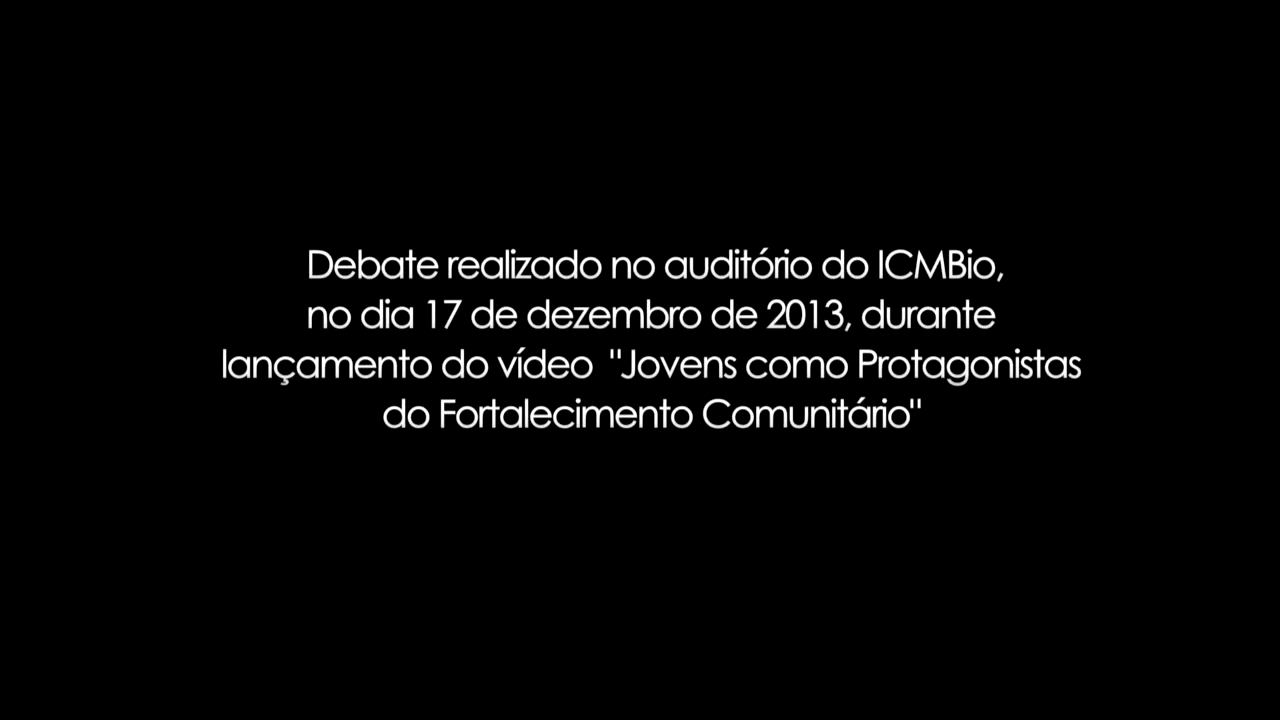 Debate realizado no auditório do ICMBio,
no dia 17 de dezembro de 2013, durante
lançamento do vídeo "Jovens como Protagonistas
do Fortalecimento Comunitário"